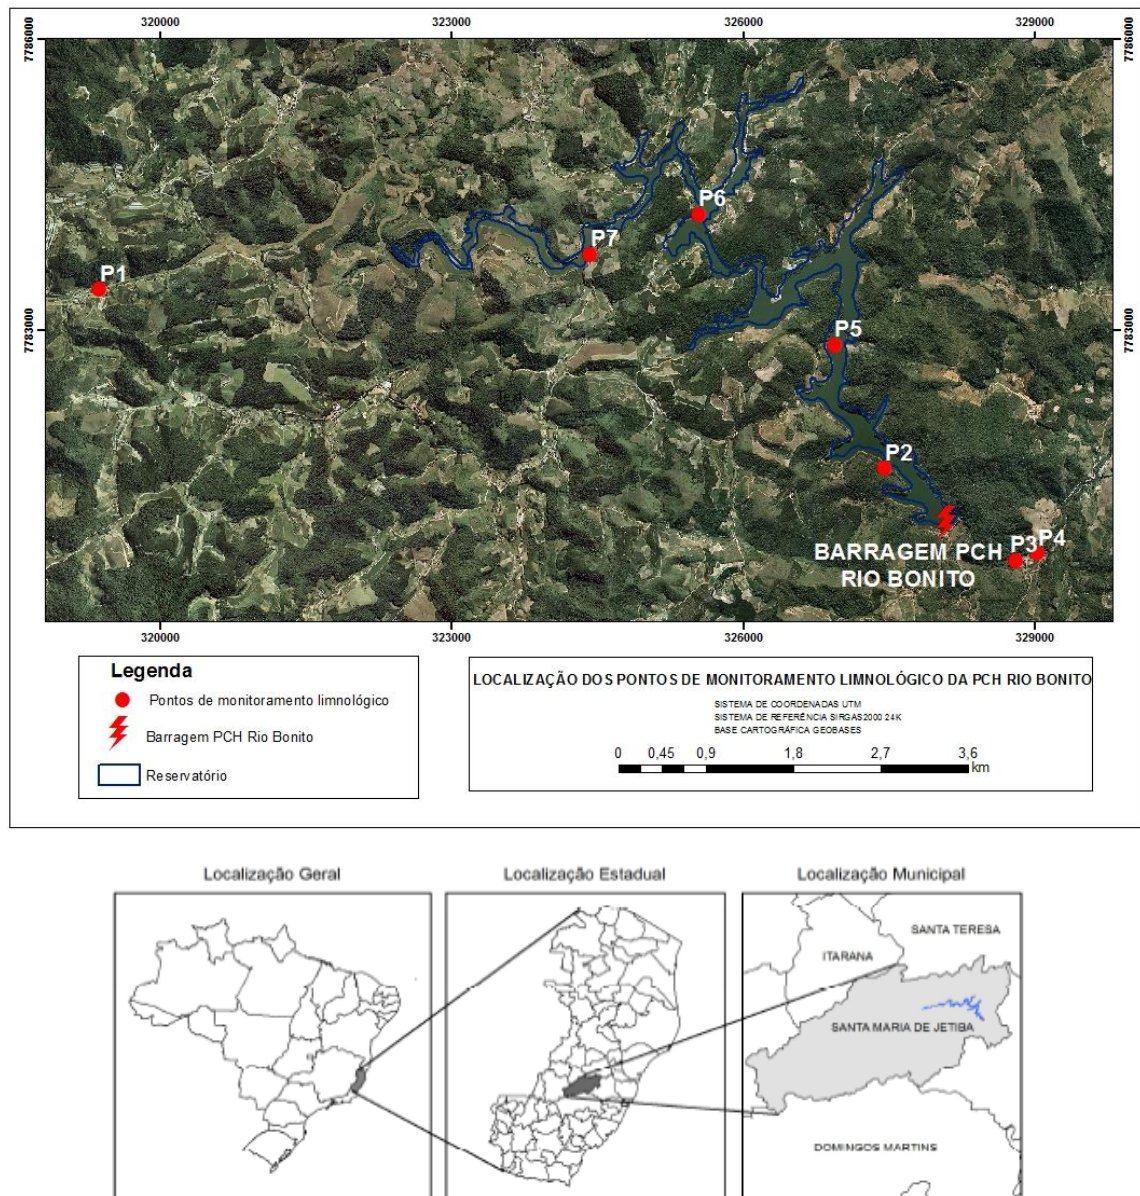 320000
323000
326000
329000
7786000
7786000
P6
P7
P1
7783000
7783000
P5
P2
BARRAGEM PCH
RIO BONITO
P3
P4
320000
323000
326000
329000
Legenda
Pontos de monitoramento limnológico
Barragem PCH Rio Bonito
Reservatório
LOCALIZAÇÃO DOS PONTOS DE MONITORAMENTO LIMNOLÓGICO DA PCH RIO BONITO
SISTEMA DE COORDENADAS UTM
SISTEMA DE REFERÊNCIA SIRGAS2000 24K
BASE CARTOGRÁFICA GEOBASES
0 0,45 0,9 1,8 2,7 3,6
km
Localização Geral
Localização Estadual
Localização Municipal
SANTA TERESA
ITARANA
SANTA MARIA DE JETIBA
DOMINGOS MARTINS